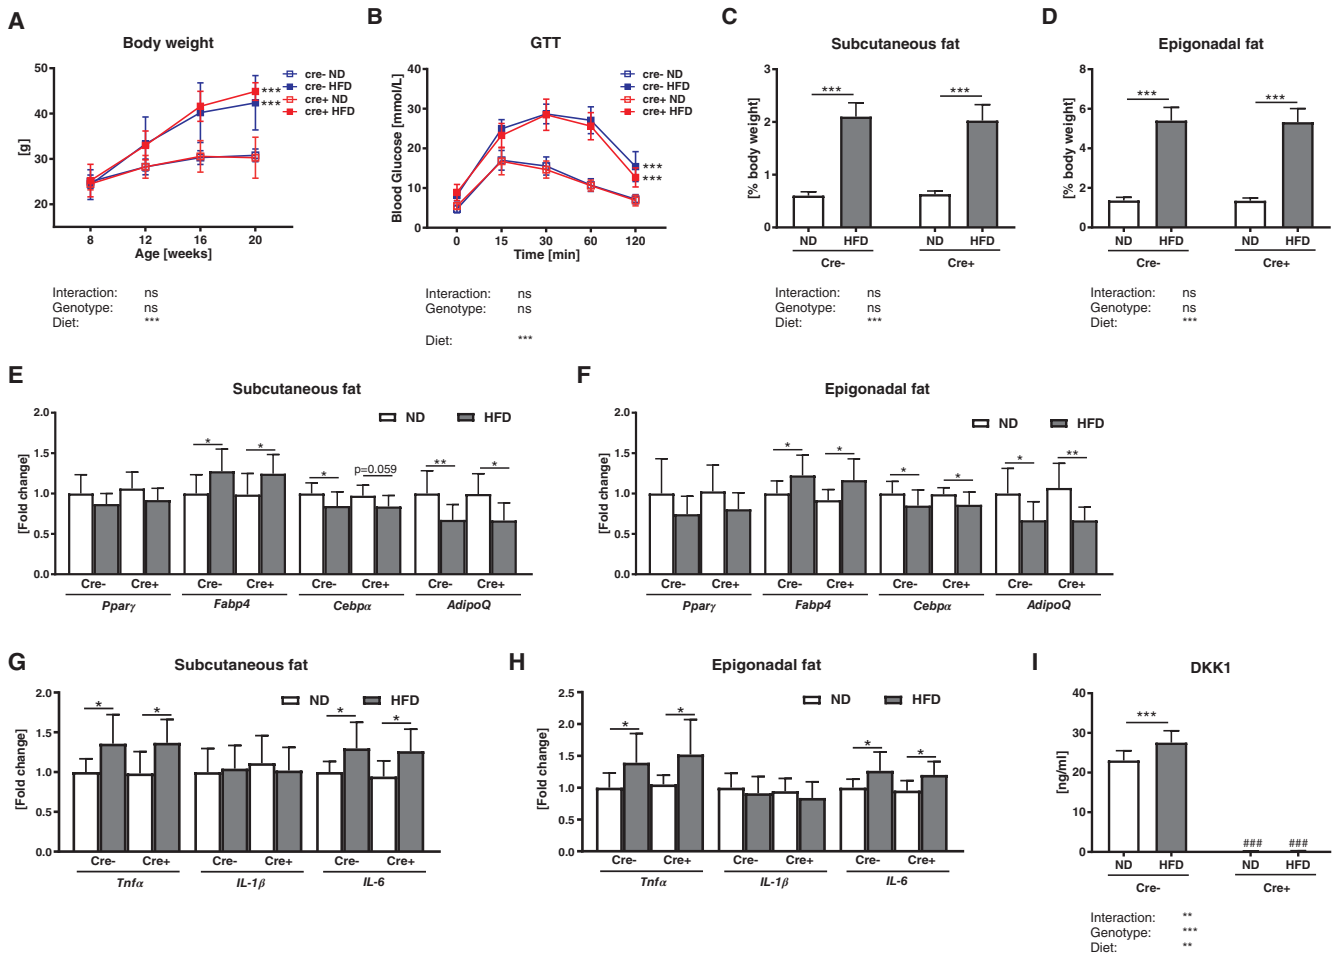 A
Body weight
[g]
50
40
30
20
8
12
16
20
Age [weeks]
cre- ND
cre- HFD
cre+ ND
cre+ HFD
***
***
Interaction: ns
Genotype: ns
Diet: ***
B
GTT
Blood Glucose [mmol/L]
40
30
20
10
0
0
15
30
60
120
Time [min]
cre- ND
cre- HFD
cre+ ND
cre+ HFD
***
***
Interaction: ns
Genotype: ns
Diet: ***
C
Subcutaneous fat
[% body weight]
3
2
1
0
***
***
ND HFD ND HFD
Cre- Cre+
Interaction: ns
Genotype: ns
Diet: ***
D
Epigonadal fat
[% body weight]
8
6
4
2
0
***
***
ND HFD ND HFD
Cre- Cre+
Interaction: ns
Genotype: ns
Diet: ***
E
Subcutaneous fat
ND HFD
[Fold change]
2.0
1.5
1.0
0.5
0.0
* * * p=0.059 ** *
Cre- Cre+ Cre- Cre+ Cre- Cre+ Cre- Cre+
Pparγ Fabp4 Cebpα AdipoQ
F
Epigonadal fat
ND HFD
[Fold change]
2.0
1.5
1.0
0.5
0.0
* * * * * **
Cre- Cre+ Cre- Cre+ Cre- Cre+ Cre- Cre+
Pparγ Fabp4 Cebpα AdipoQ
G
Subcutaneous fat
ND HFD
[Fold change]
2.0
1.5
1.0
0.5
0.0
* * * *
Cre- Cre+ Cre- Cre+ Cre- Cre+
Tnfα IL-1β IL-6
H
Epigonadal fat
ND HFD
[Fold change]
2.5
2.0
1.5
1.0
0.5
0.0
* * * *
Cre- Cre+ Cre- Cre+ Cre- Cre+
Tnfα IL-1β IL-6
I
DKK1
[ng/ml]
40
30
20
10
0
***
### ###
ND HFD ND HFD
Cre- Cre+
Interaction: **
Genotype: ***
Diet: **